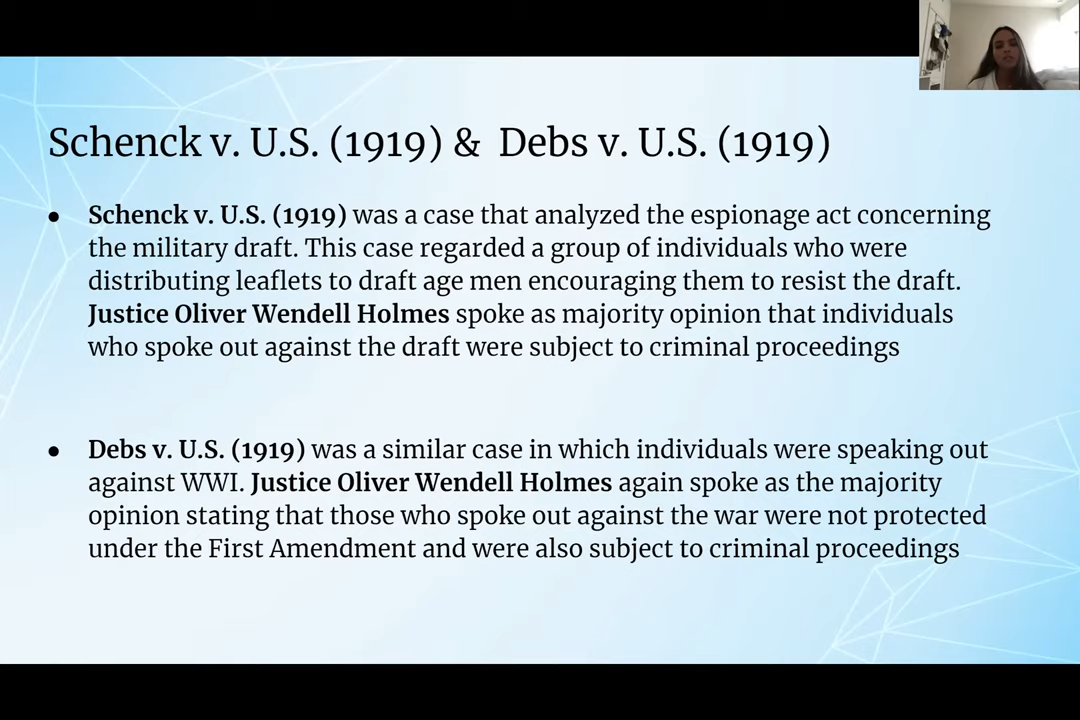 Schenck v. U.S. (1919) & Debs v. U.S. (1919)
● Schenck v. U.S. (1919) was a case that analyzed the espionage act concerning
the military draft. This case regarded a group of individuals who were
distributing leaflets to draft age men encouraging them to resist the draft.
Justice Oliver Wendell Holmes spoke as majority opinion that individuals
who spoke out against the draft were subject to criminal proceedings
● Debs v. U.S. (1919) was a similar case in which individuals were speaking out
against WWI. Justice Oliver Wendell Holmes again spoke as the majority
opinion stating that those who spoke out against the war were not protected
under the First Amendment and were also subject to criminal proceedings